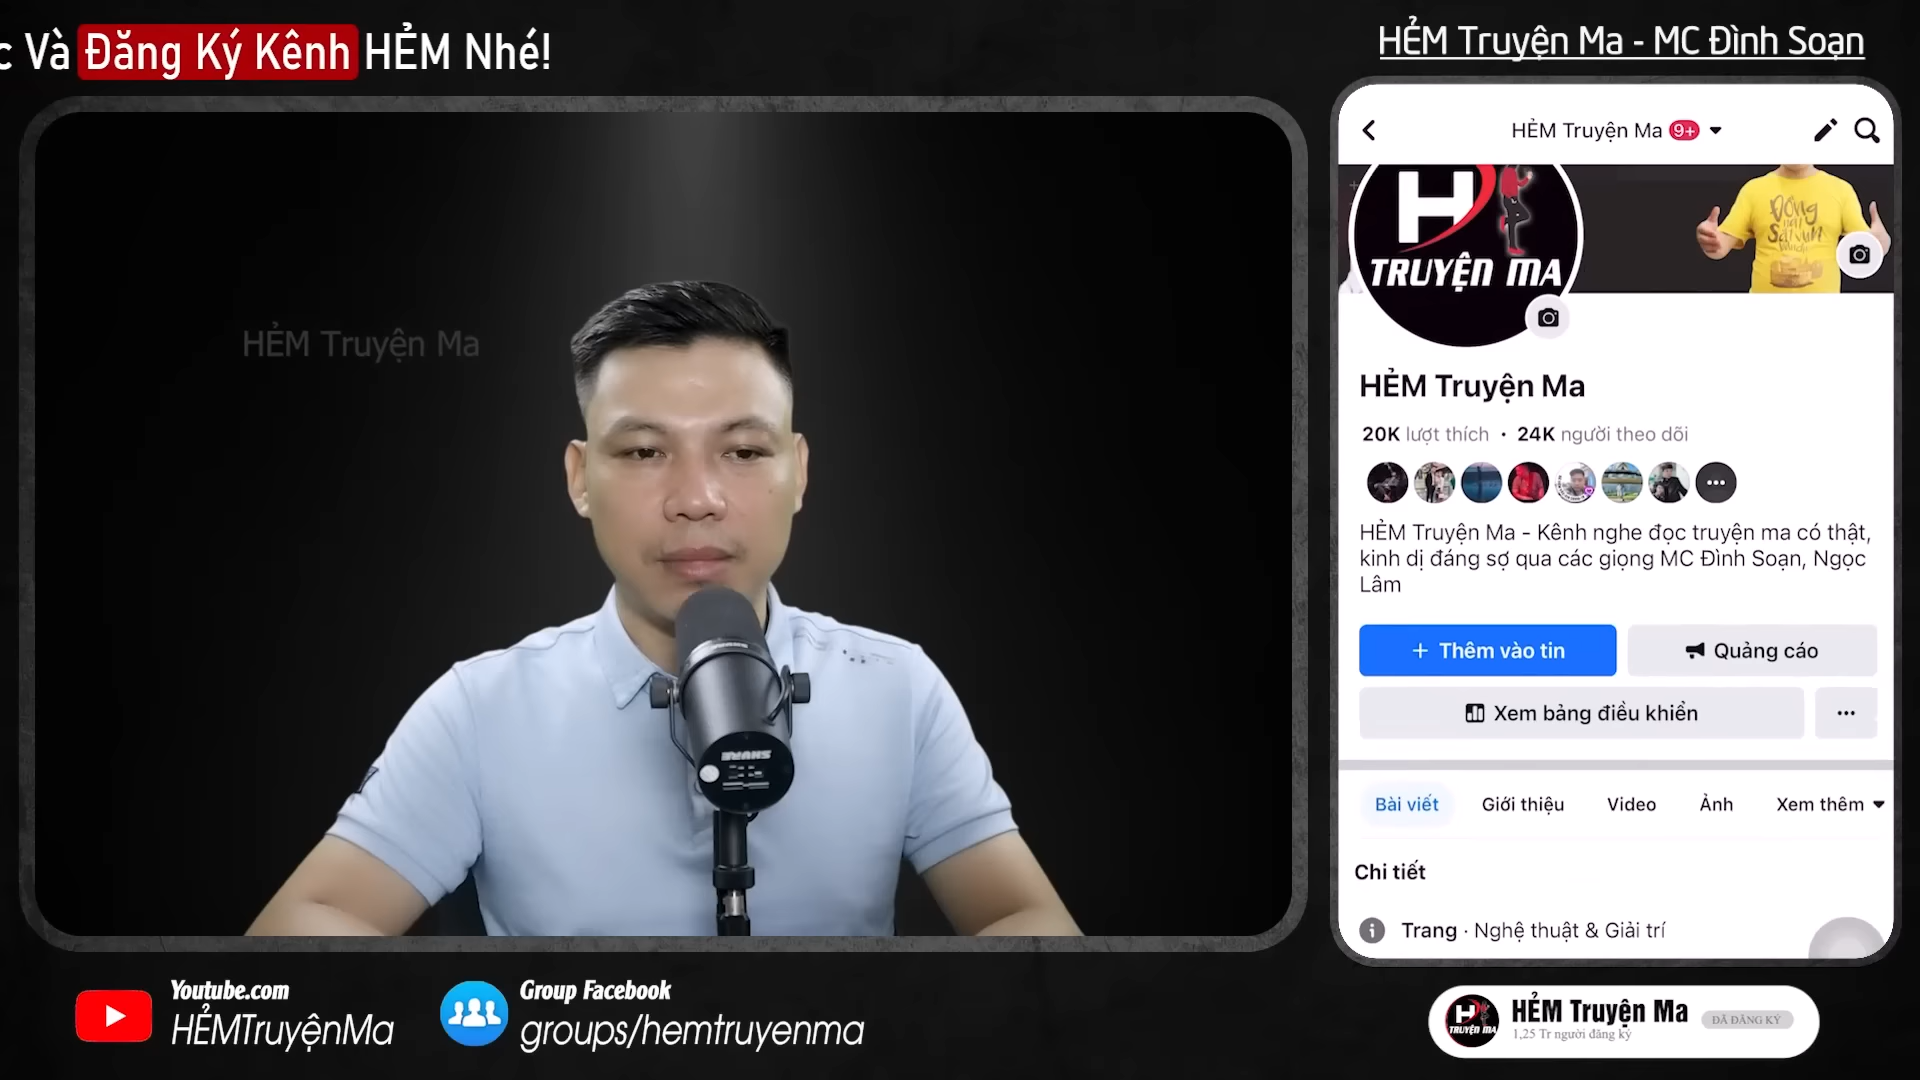 c Và Đăng Ký Kênh HẺM Nhé!
HẺM Truyện Ma - MC Đình Soạn
HẺM Truyện Ma
HẺM Truyện Ma 9+
H
TRUYỆN MA
HẺM Truyện Ma
20K lượt thích · 24K người theo dõi
HẺM Truyện Ma - Kênh nghe đọc truyện ma có thật,
kinh dị đáng sợ qua các giọng MC Đình Soạn, Ngọc
Lâm
+ Thêm vào tin
Quảng cáo
Xem bảng điều khiển
Bài viết Giới thiệu Video Ảnh Xem thêm
Chi tiết
Trang · Nghệ thuật & Giải trí
SHURE
Youtube.com
HẺMTruyệnMa
Group Facebook
groups/hemtruyenma
H
TRUYỆN MA
HẺM Truyện Ma
1,25 Tr người đăng ký
ĐÃ ĐĂNG KÝ